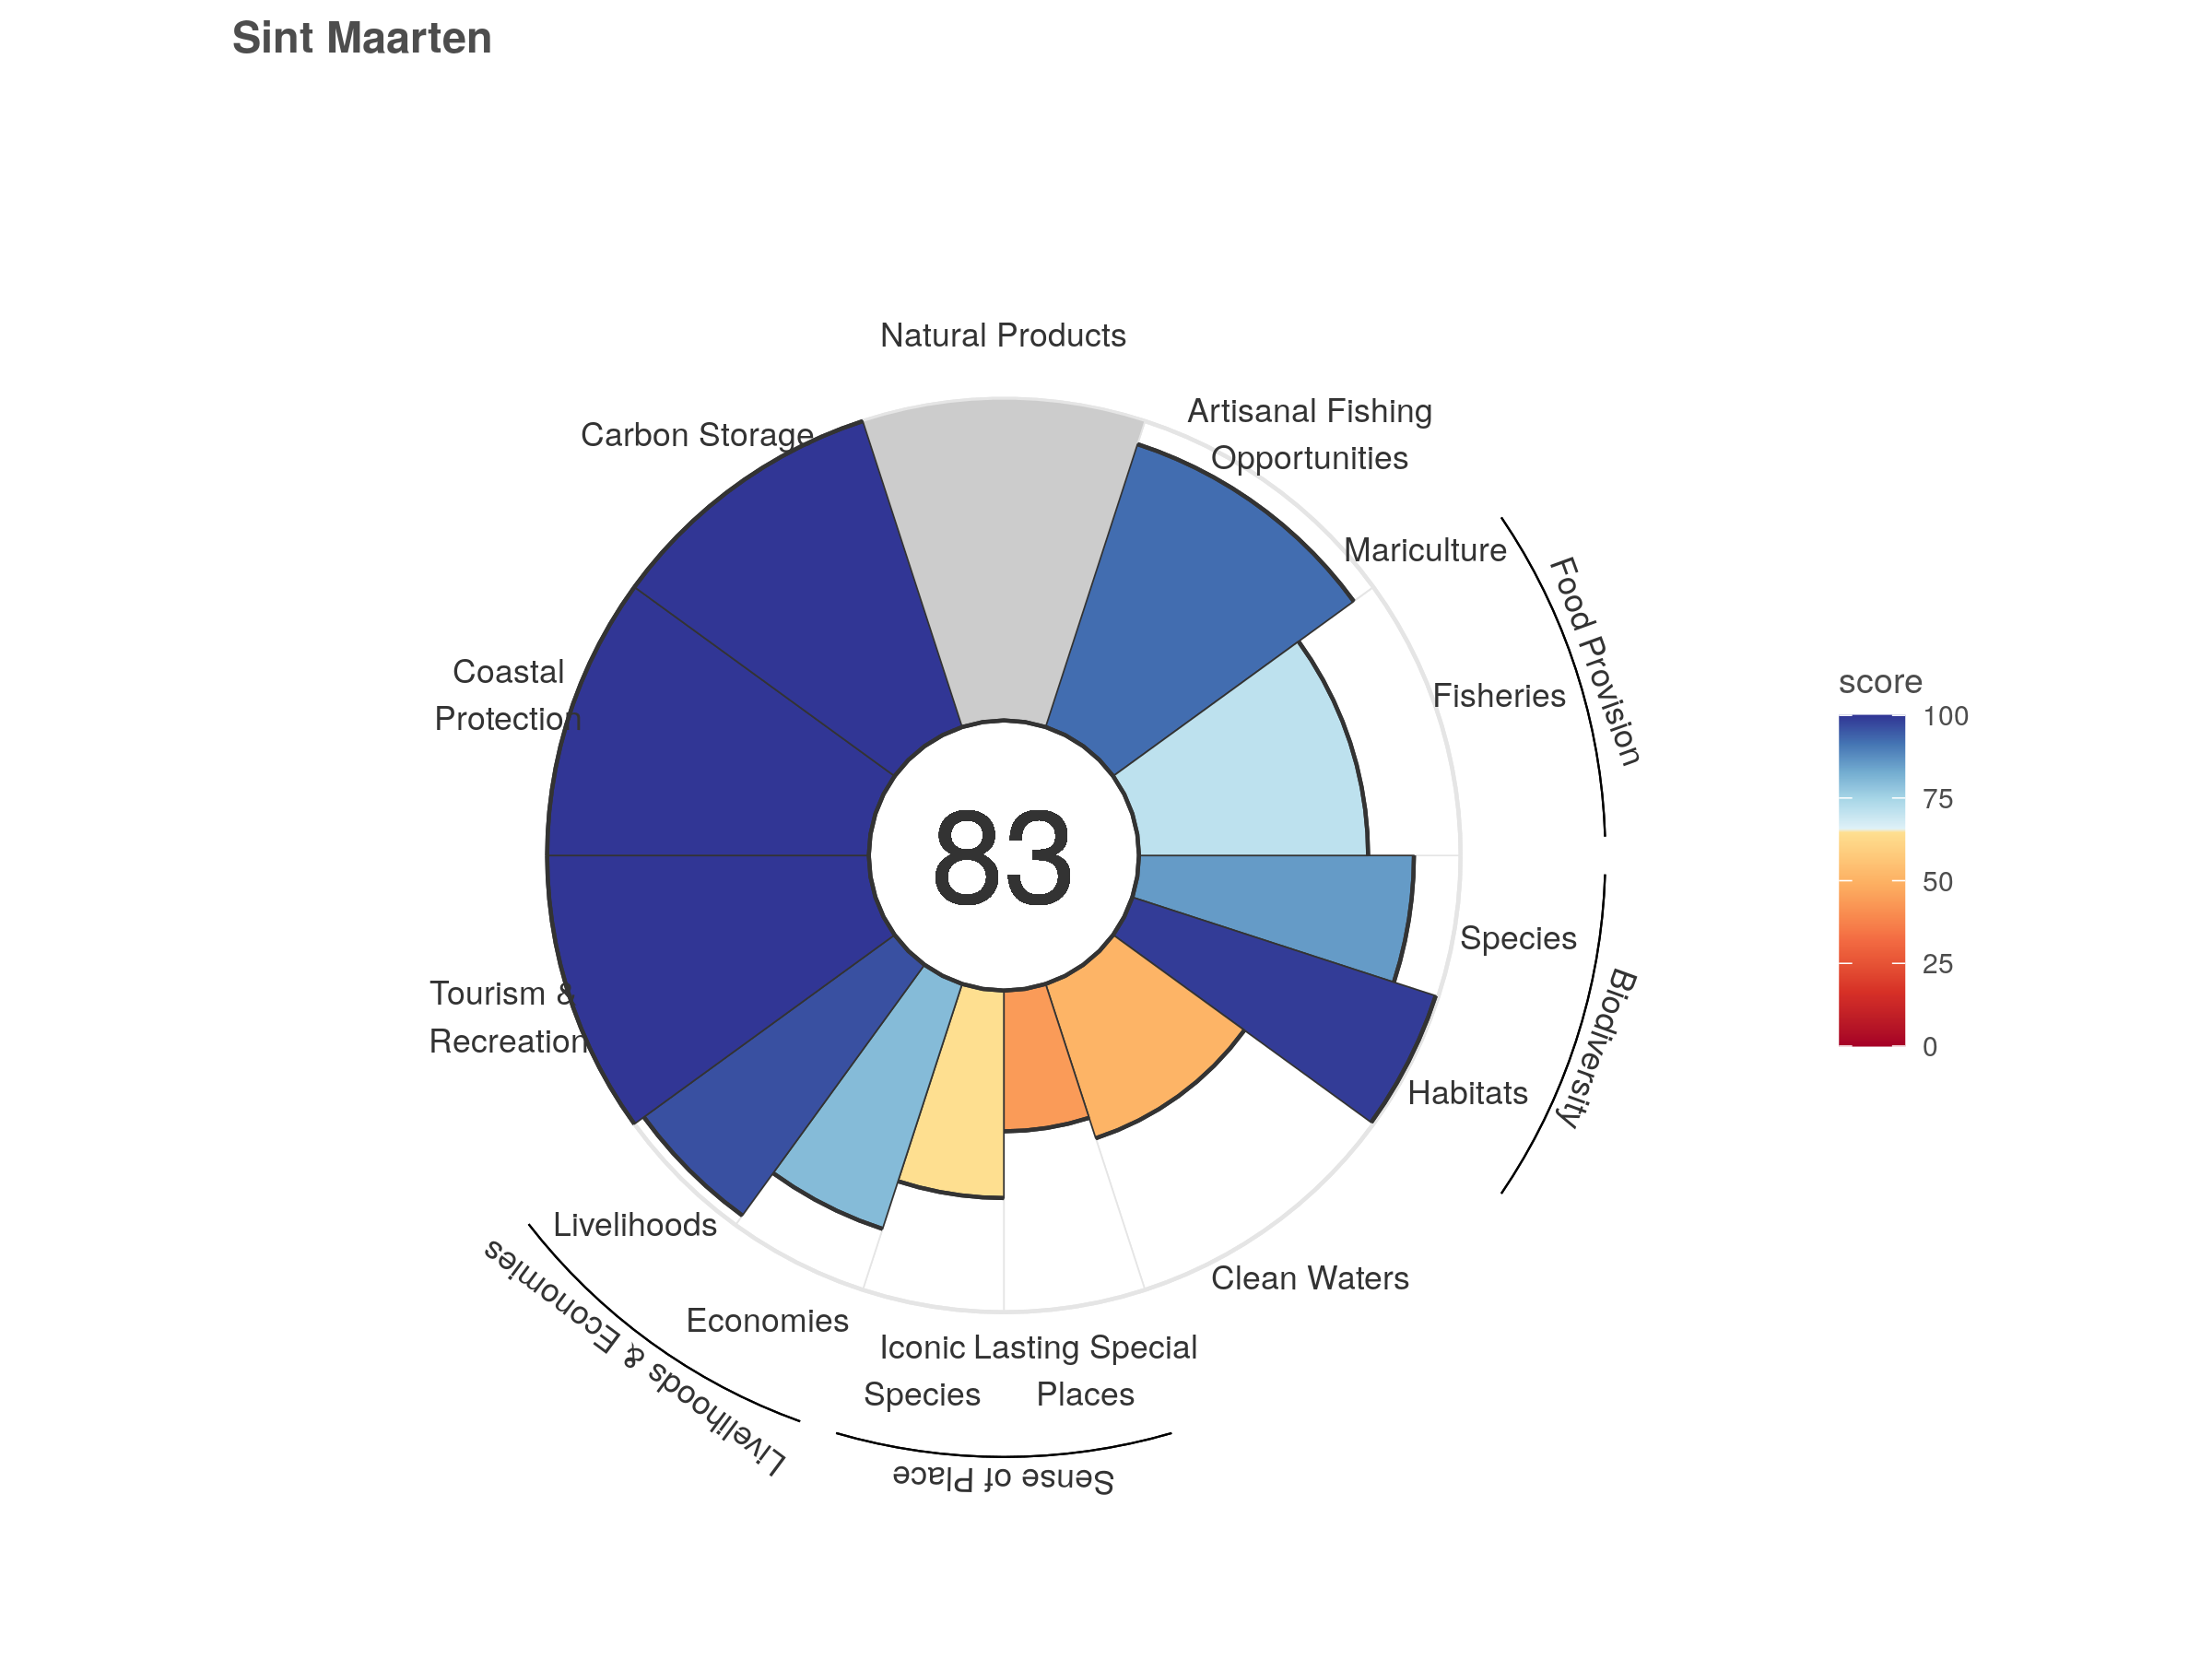 Sint Maarten
Natural Products
Artisanal Fishing
Opportunities
Carbon Storage
Mariculture
Food Provision
Fisheries
Coastal
Protection
score
100
75
50
25
0
83
Species
Biodiversity
Tourism &
Recreation
Habitats
Livelihoods
Clean Waters
Economies
Livelihoods & Economies
Iconic
Species
Lasting Special
Places
Sense of Place